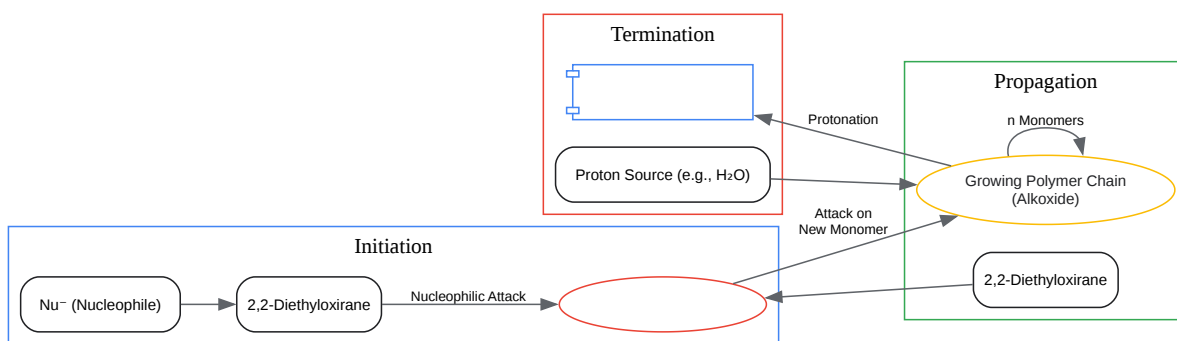 Termination
Propagation
Protonation
n Monomers
Proton Source (e.g., H₂O)
Growing Polymer Chain
(Alkoxide)
Attack on
New Monomer
Initiation
Nu⁻ (Nucleophile)
2,2-Diethyloxirane
Nucleophilic Attack
2,2-Diethyloxirane